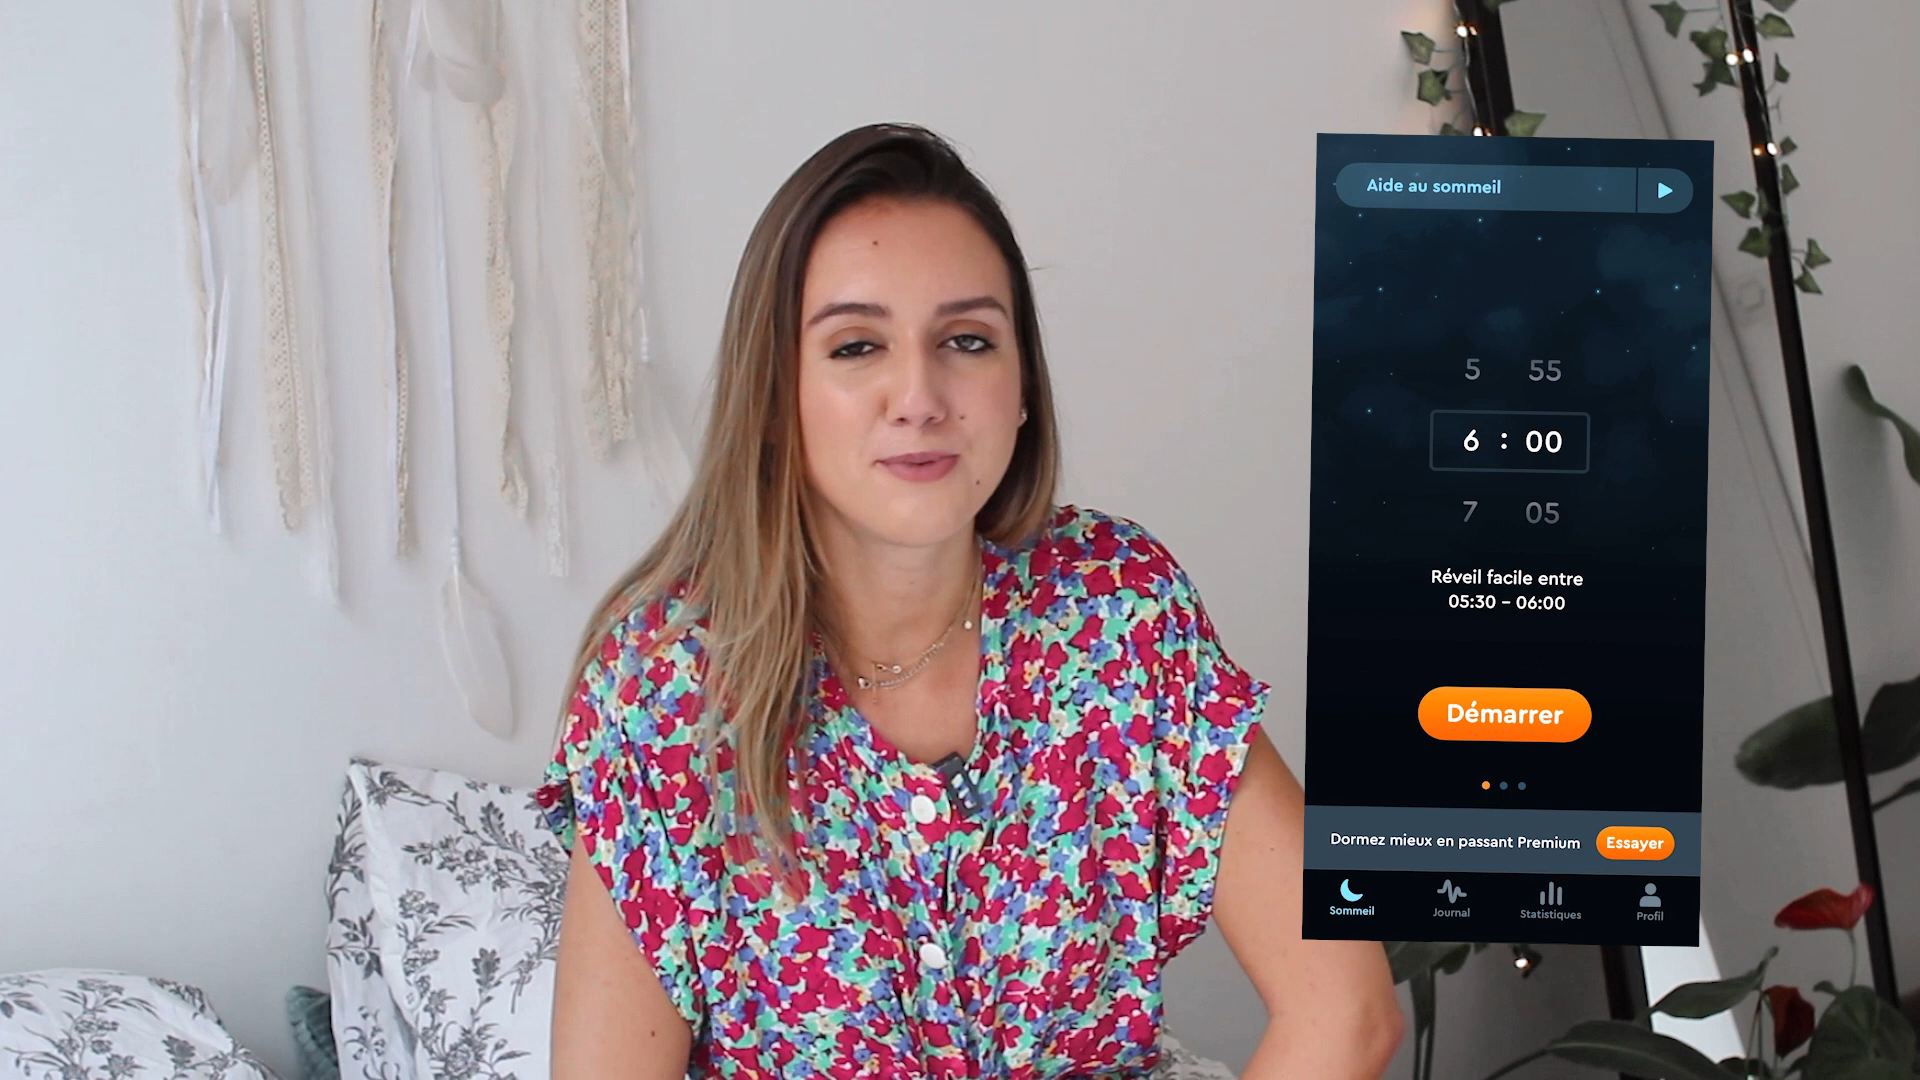 Aide au sommeil
5 55
6 : 00
7 05
Réveil facile entre
05:30 – 06:00
Démarrer
Dormez mieux en passant Premium
Essayer
Sommeil
Journal
Statistiques
Profil